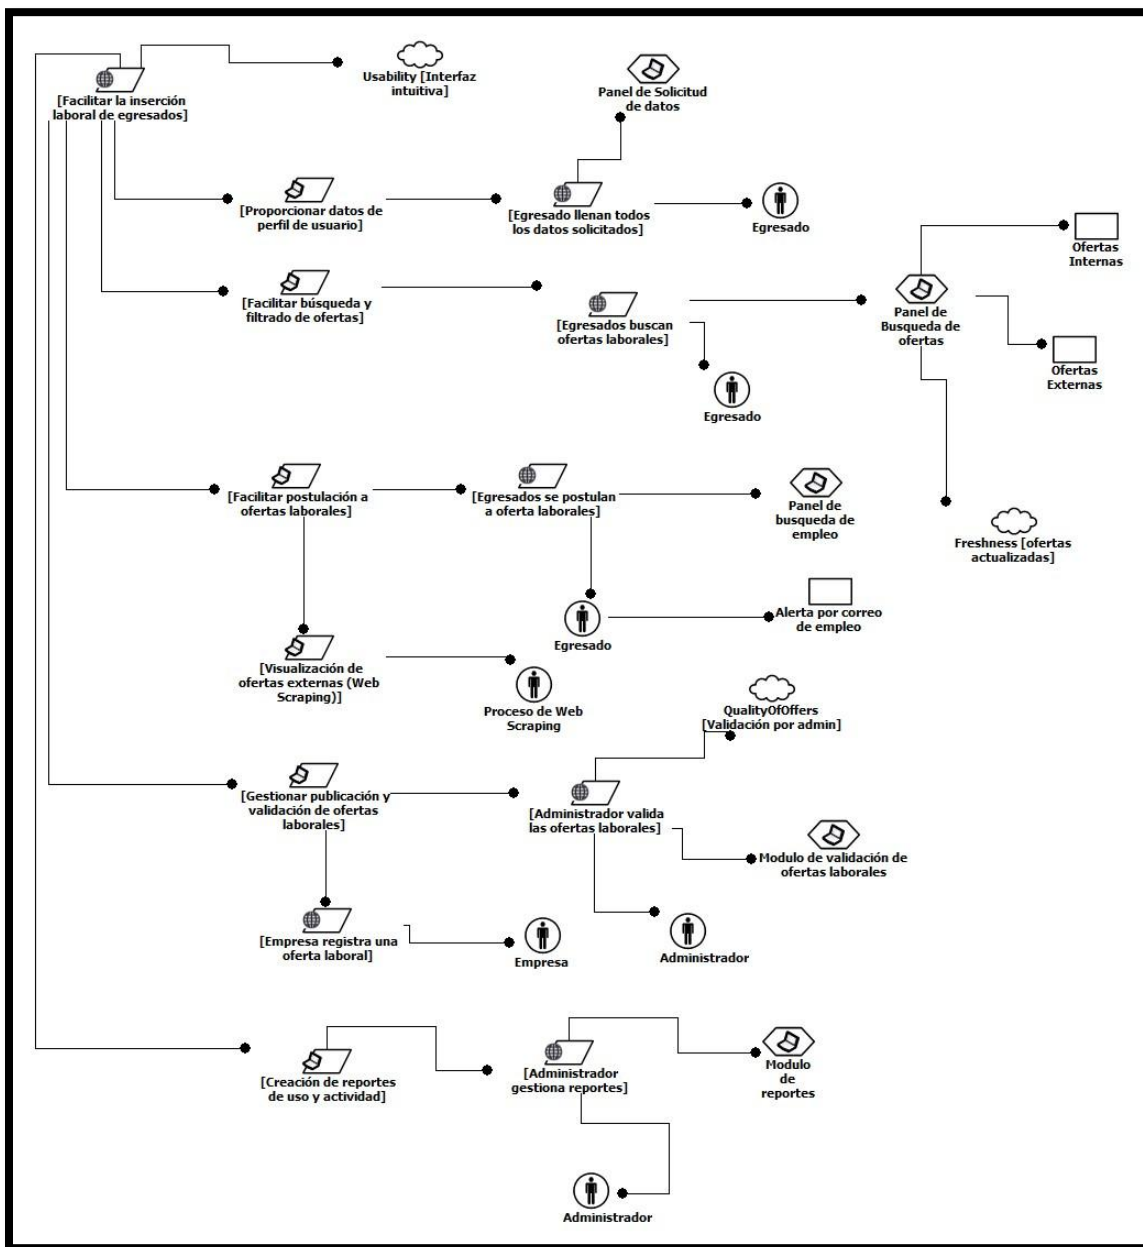 [Facilitar la inserción
laboral de egresados]
Usability [Interfaz
intuitiva]
Panel de Solicitud
de datos
[Proporcionar datos de
perfil de usuario]
[Egresado llenan todos
los datos solicitados]
Egresado
Ofertas
Internas
[Facilitar búsqueda y
filtrado de ofertas]
[Egresados buscan
ofertas laborales]
Panel de
Busqueda de
ofertas
Ofertas
Externas
Egresado
[Facilitar postulación a
ofertas laborales]
[Egresados se postulan
a oferta laborales]
Panel de
busqueda de
empleo
Freshness [ofertas
actualizadas]
Alerta por correo
de empleo
Egresado
[Visualización de
ofertas externas (Web
Scraping)]
Proceso de Web
Scraping
QualityOfOffers
[Validación por admin]
[Gestionar publicación y
validación de ofertas
laborales]
[Administrador valida
las ofertas laborales]
Modulo de validación de
ofertas laborales
[Empresa registra una
oferta laboral]
Empresa
Administrador
[Creación de reportes
de uso y actividad]
[Administrador
gestiona reportes]
Modulo
de
reportes
Administrador